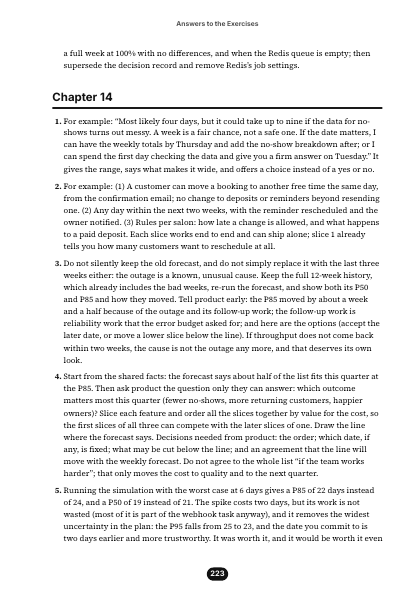 Answers to the Exercises
a full week at 100% with no differences, and when the Redis queue is empty; then
supersede the decision record and remove Redis's job settings.
Chapter 14
1. For example: “Most likely four days, but it could take up to nine if the data for no-
shows turns out messy. A week is a fair chance, not a safe one. If the date matters, I
can have the weekly totals by Thursday and add the no-show breakdown after; or I
can spend the first day checking the data and give you a firm answer on Tuesday.” It
gives the range, says what makes it wide, and offers a choice instead of a yes or no.
2. For example: (1) A customer can move a booking to another free time the same day,
from the confirmation email; no change to deposits or reminders beyond resending
one. (2) Any day within the next two weeks, with the reminder rescheduled and the
owner notified. (3) Rules per salon: how late a change is allowed, and what happens
to a paid deposit. Each slice works end to end and can ship alone; slice 1 already
tells you how many customers want to reschedule at all.
3. Do not silently keep the old forecast, and do not simply replace it with the last three
weeks either: the outage is a known, unusual cause. Keep the full 12-week history,
which already includes the bad weeks, re-run the forecast, and show both its P50
and P85 and how they moved. Tell product early: the P85 moved by about a week
and a half because of the outage and its follow-up work; the follow-up work is
reliability work that the error budget asked for; and here are the options (accept the
later date, or move a lower slice below the line). If throughput does not come back
within two weeks, the cause is not the outage any more, and that deserves its own
look.
4. Start from the shared facts: the forecast says about half of the list fits this quarter at
the P85. Then ask product the question only they can answer: which outcome
matters most this quarter (fewer no-shows, more returning customers, happier
owners)? Slice each feature and order all the slices together by value for the cost, so
the first slices of all three can compete with the later slices of one. Draw the line
where the forecast says. Decisions needed from product: the order; which date, if
any, is fixed; what may be cut below the line; and an agreement that the line will
move with the weekly forecast. Do not agree to the whole list “if the team works
harder”; that only moves the cost to quality and to the next quarter.
5. Running the simulation with the worst case at 6 days gives a P85 of 22 days instead
of 24, and a P50 of 19 instead of 21. The spike costs two days, but its work is not
wasted (most of it is part of the webhook task anyway), and it removes the widest
uncertainty in the plan: the P95 falls from 25 to 23, and the date you commit to is
two days earlier and more trustworthy. It was worth it, and it would be worth it even
223